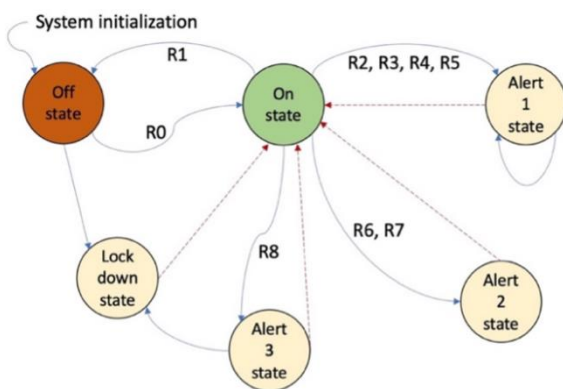 System initialization
R1
R2, R3, R4, R5
Off
state
On
state
Alert
1
state
R0
R6, R7
R8
Lock
down
state
Alert
2
state
Alert
3
state